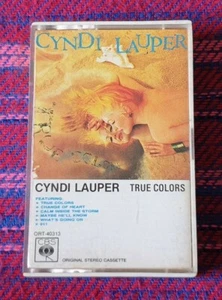 CYNDI LAUPER
CYNDI LAUPER TRUE COLORS
FEATURING:
• TRUE COLORS
• CHANGE OF HEART
• CALM INSIDE THE STORM
• MAYBE HE'LL KNOW
• WHAT'S GOING ON
• 911
CBS
ORIGINAL STEREO CASSETTE